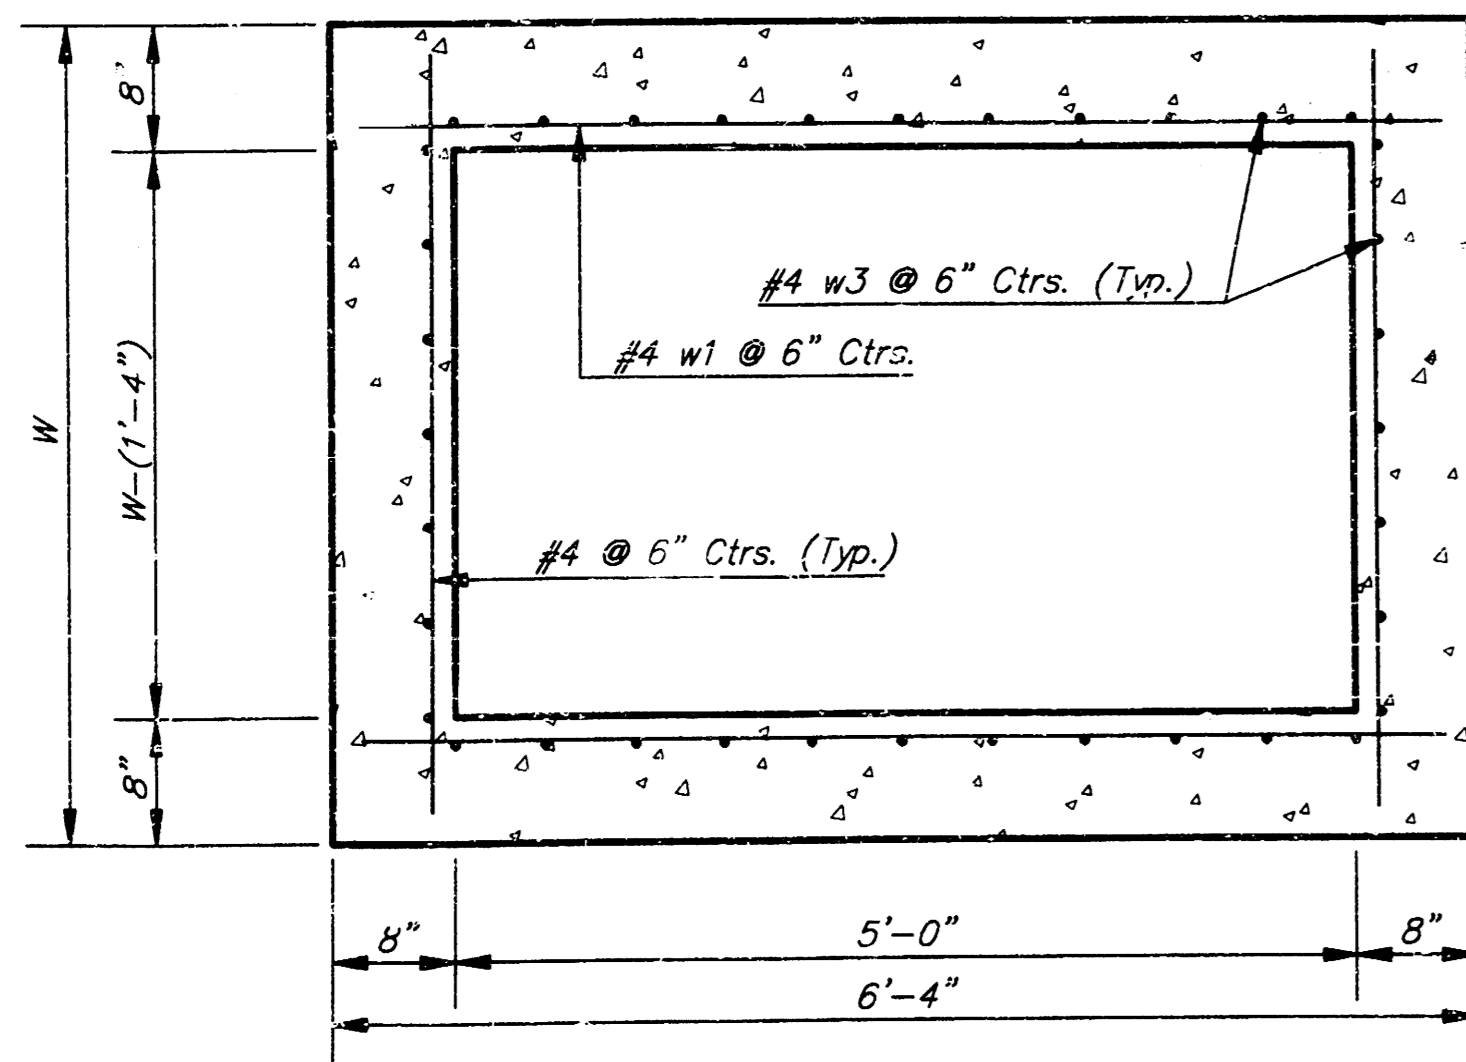 8"
#4 w3 @ 6" Ctrs. (Typ.)
#4 w1 @ 6" Ctrs.
W
W-(1'-4")
#4 @ 6" Ctrs. (Typ.)
8"
8"
5'-0"
8"
6'-4"